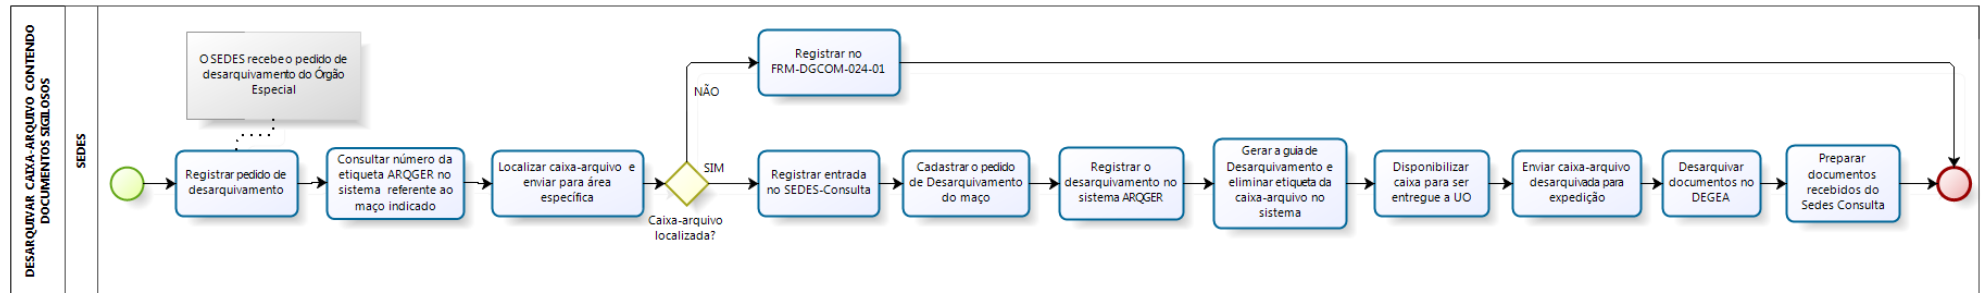 DESARQUIVAR CAIXA-ARQUIVO CONTENDO
DOCUMENTOS SIGILOSOS
SEDES
O SEDES recebe o pedido de
desarquivamento do Órgão
Especial
Registrar pedido de
desarquivamento
Consultar número da
etiqueta ARQGER no
sistema referente ao
maço indicado
Localizar caixa-arquivo e
enviar para área
específica
Caixa-arquivo
localizada?
NÃO
Registrar no
FRM-DGCOM-024-01
SIM
Registrar entrada
no SEDES-Consulta
Cadastrar o pedido
de Desarquivamento
do maço
Registrar o
desarquivamento no
sistema ARQGER
Gerar a guia de
Desarquivamento e
eliminar etiqueta da
caixa-arquivo no
sistema
Disponibilizar
caixa para ser
entregue a UO
Enviar caixa-arquivo
desarquivada para
expedição
Desarquivar
documentos no
DEGEA
Preparar
documentos
recebidos do
Sedes Consulta